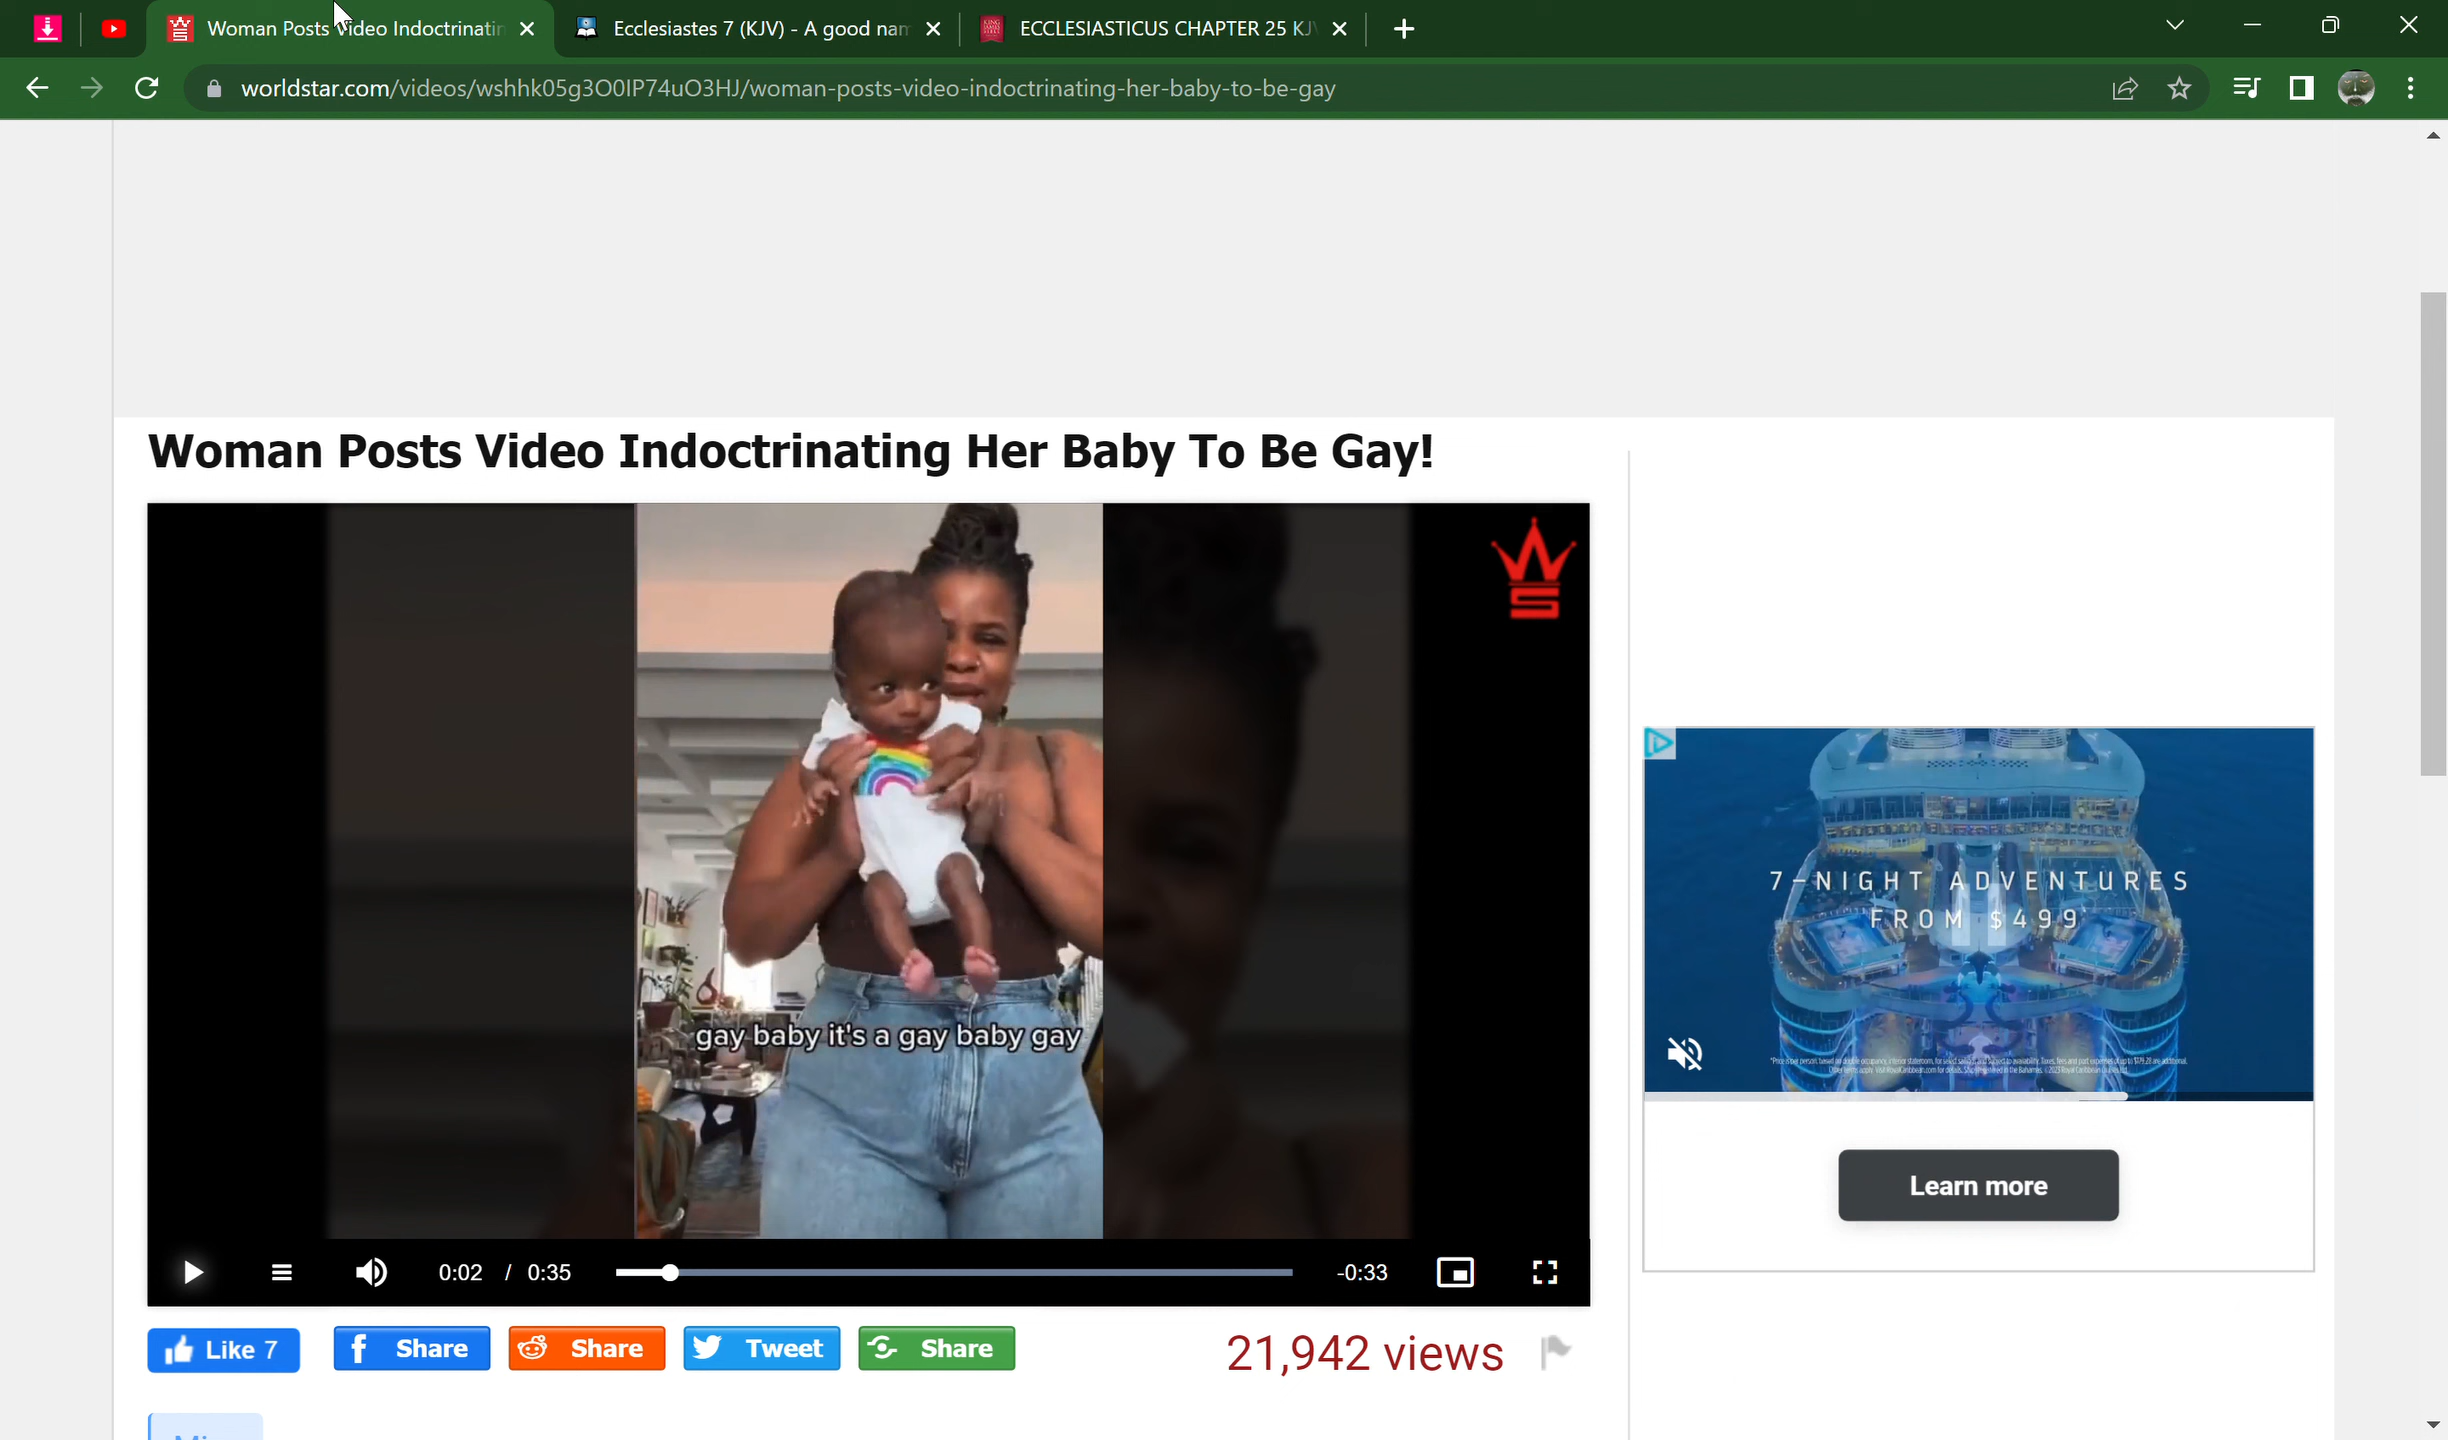 Woman Posts Video Indoctrinatin
Ecclesiastes 7 (KJV) - A good nam
ECCLESIASTICUS CHAPTER 25 KJ
worldstar.com/videos/wshhk05g3O0IP74uO3HJ/woman-posts-video-indoctrinating-her-baby-to-be-gay
Woman Posts Video Indoctrinating Her Baby To Be Gay!
gay baby it's a gay baby gay
7-NIGHT ADVENTURES
FROM $499
Learn more
0:02 / 0:35
-0:33
Like 7
Share
Share
Tweet
Share
21,942 views